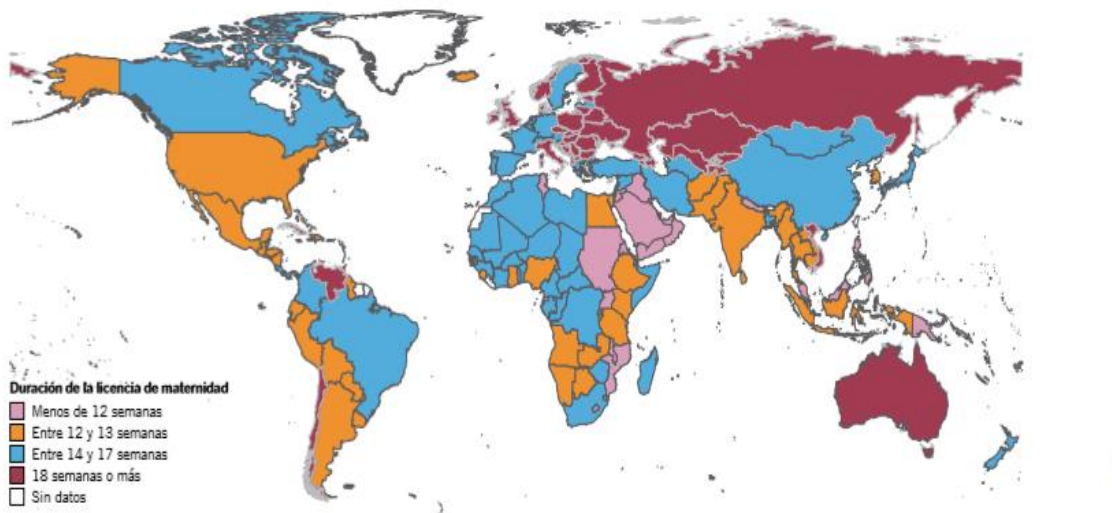 Duración de la licencia de maternidad
Menos de 12 semanas
Entre 12 y 13 semanas
Entre 14 y 17 semanas
18 semanas o más
Sin datos